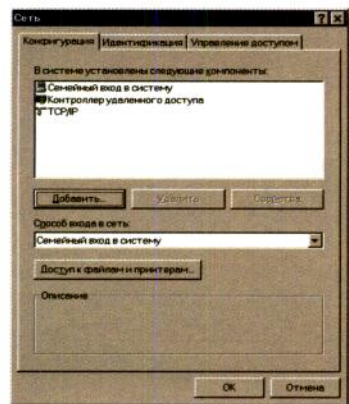 Сеть
Конфигурация Идентификация Управление доступом
В системе установлены следующие компоненты:
Семейный вход в систему
Контроллер удаленного доступа
TCP/IP
Добавить... Удалить Свойства
Способ входа в сеть:
Семейный вход в систему
Доступ к файлам и принтерам...
Описание
OK Отмена